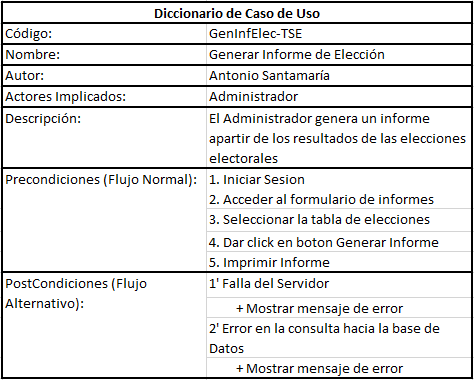 Diccionario de Caso de Uso
Código: GenInfElec-TSE
Nombre: Generar Informe de Elección
Autor: Antonio Santamaría
Actores Implicados: Administrador
Descripción: El Administrador genera un informe
apartir de los resultados de las elecciones
electorales
Precondiciones (Flujo Normal): 1. Iniciar Sesion
2. Acceder al formulario de informes
3. Seleccionar la tabla de elecciones
4. Dar click en boton Generar Informe
5. Imprimir Informe
PostCondiciones (Flujo
Alternativo):
1' Falla del Servidor
+ Mostrar mensaje de error
2' Error en la consulta hacia la base de
Datos
+ Mostrar mensaje de error